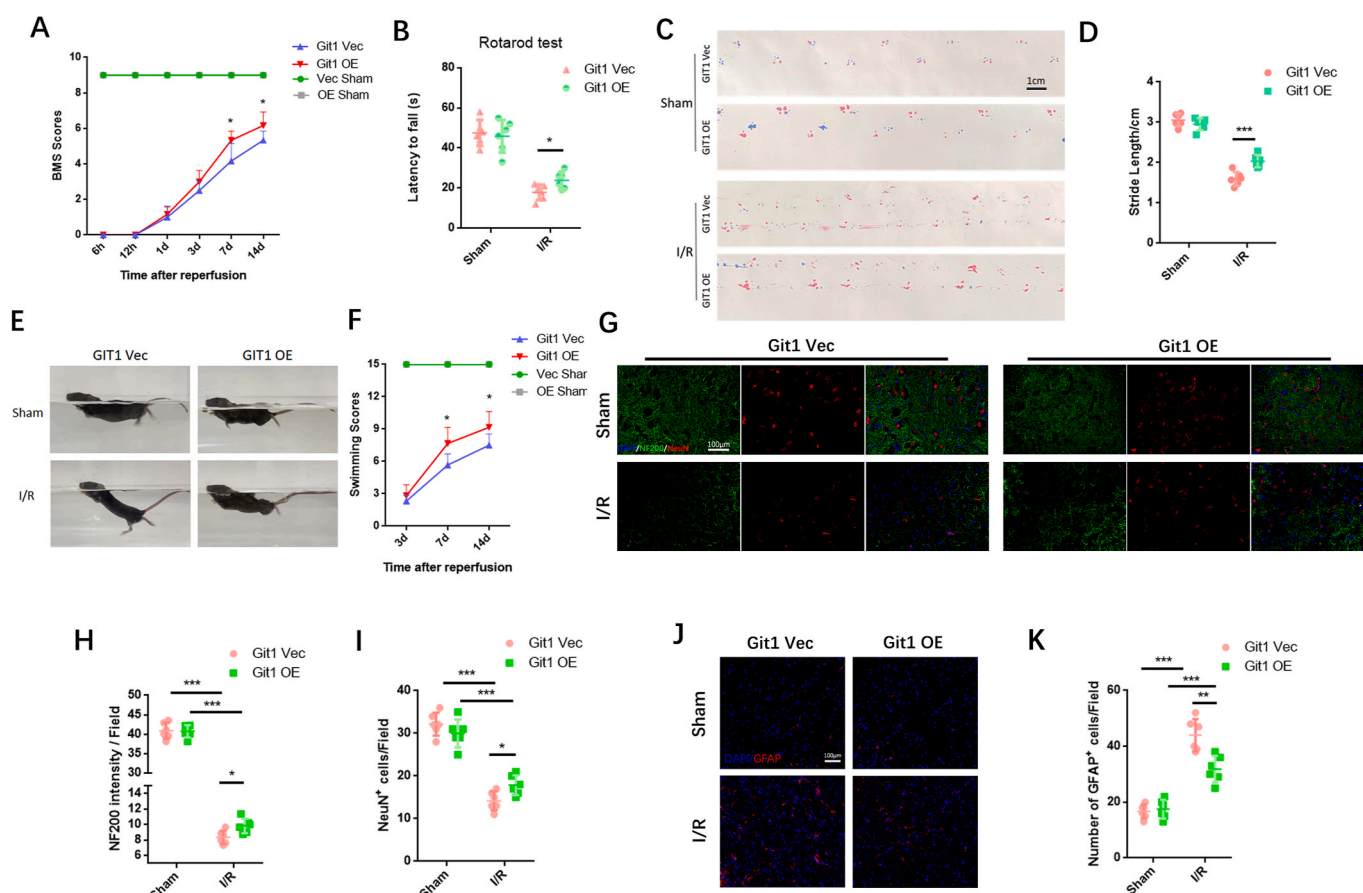 A
Git1 Vec
Git1 OE
Vec Sham
OE Sham
BMS Scores
9
6
4
2
0
*
*
6h
12h
1d
3d
7d
14d
Time after reperfusion
B
Rotarod test
Git1 Vec
Git1 OE
Latency to fall (s)
80
60
40
20
0
*
Sham
I/R
C
Sham
GIT1 Vec
GIT1 OE
1cm
I/R
GIT1 Vec
GIT1 OE
D
Git1 Vec
Git1 OE
Stride Length/cm
4
3
2
1
0
***
Sham
I/R
E
GIT1 Vec
GIT1 OE
Sham
I/R
F
Git1 Vec
Git1 OE
Vec Shar
OE Sham
Swimming Scores
15
12
9
6
3
0
*
*
3d
7d
14d
Time after reperfusion
G
Git1 Vec
Git1 OE
Sham
I/R
DAPI/NF200/NeuN
100μm
H
Git1 Vec
Git1 OE
NF200 intensity / Field
50
45
40
35
30
14
12
10
8
6
***
***
*
Sham
I/R
I
Git1 Vec
Git1 OE
NeuN+ cells/Field
40
30
20
10
0
***
***
*
Sham
I/R
J
Git1 Vec
Git1 OE
Sham
I/R
DAPI/GFAP
100μm
K
Git1 Vec
Git1 OE
Number of GFAP+ cells/Field
60
40
20
0
***
***
**
Sham
I/R